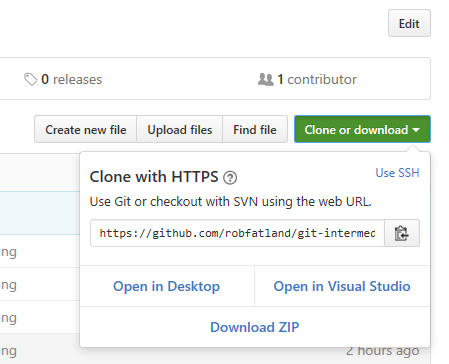 Edit
0 releases
1 contributor
Create new file
Upload files
Find file
Clone or download
Clone with HTTPS
Use SSH
Use Git or checkout with SVN using the web URL.
https://github.com/robfatland/git-intermed
ng
Open in Desktop
Open in Visual Studio
ng
Download ZIP
ng
2 hours ago
ng